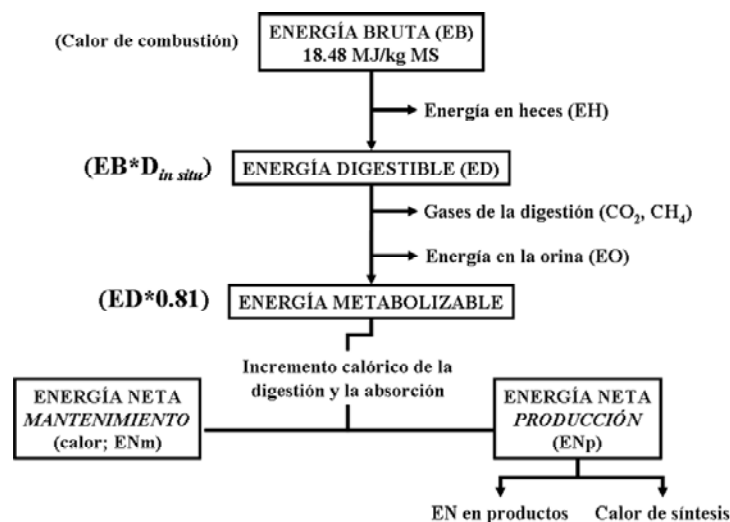 ENERGÍA BRUTA (EB)
18.48 MJ/kg MS
(Calor de combustión)
Energía en heces (EH)
(EB*D in situ)
ENERGÍA DIGESTIBLE (ED)
Gases de la digestión (CO₂, CH₄)
Energía en la orina (EO)
(ED*0.81)
ENERGÍA METABOLIZABLE
Incremento calórico de la
digestión y la absorción
ENERGÍA NETA
MANTENIMIENTO
(calor; ENm)
ENERGÍA NETA
PRODUCCIÓN
(ENp)
EN en productos
Calor de síntesis